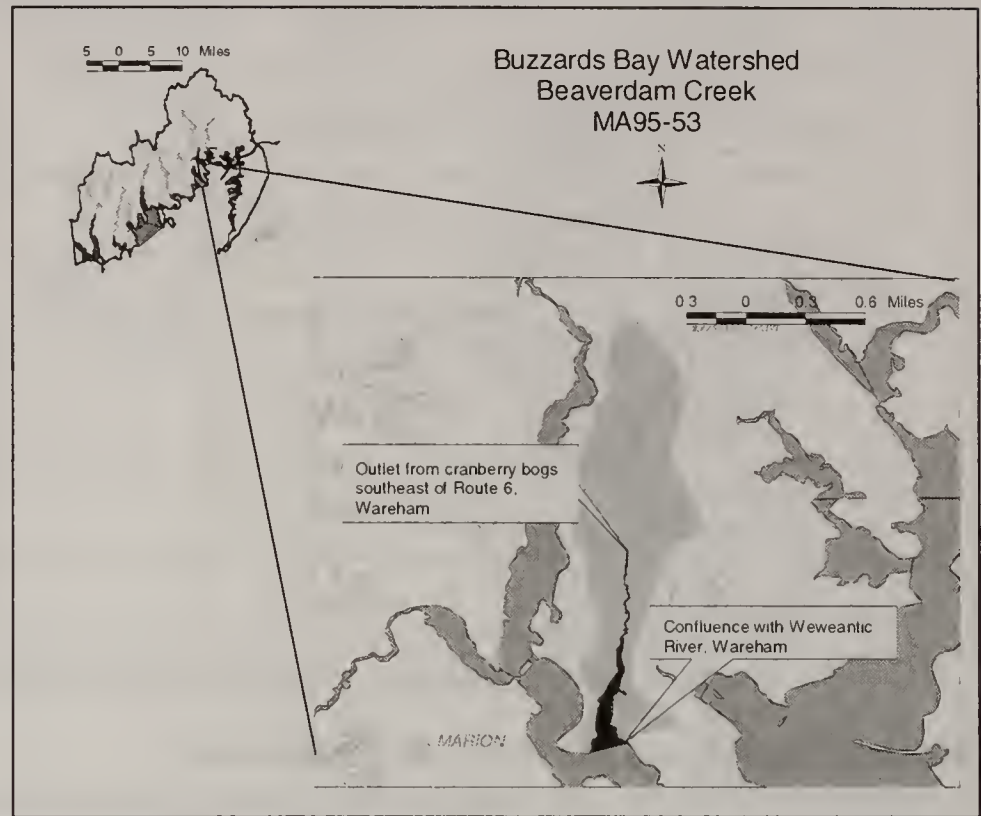 5 0 5 10 Miles
Buzzards Bay Watershed
Beaverdam Creek
MA95-53
N
0.3 0 0.3 0.6 Miles
Outlet from cranberry bogs
southeast of Route 6,
Wareham
Confluence with Weweantic
River, Wareham
MARION